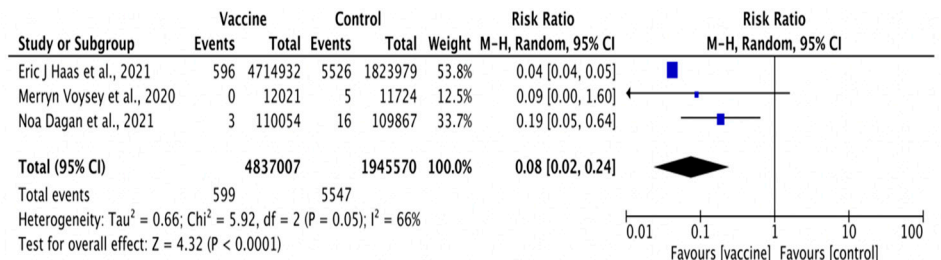 Vaccine Control Risk Ratio Risk Ratio
Study or Subgroup Events Total Events Total Weight M-H, Random, 95% CI M-H, Random, 95% CI
Eric J Haas et al., 2021 596 4714932 5526 1823979 53.8% 0.04 [0.04, 0.05]
Merryn Voysey et al., 2020 0 12021 5 11724 12.5% 0.09 [0.00, 1.60]
Noa Dagan et al., 2021 3 110054 16 109867 33.7% 0.19 [0.05, 0.64]
Total (95% CI) 4837007 1945570 100.0% 0.08 [0.02, 0.24]
Total events 599 5547
Heterogeneity: Tau² = 0.66; Chi² = 5.92, df = 2 (P = 0.05); I² = 66%
Test for overall effect: Z = 4.32 (P < 0.0001)
0.01 0.1 1 10 100
Favours [vaccine] Favours [control]